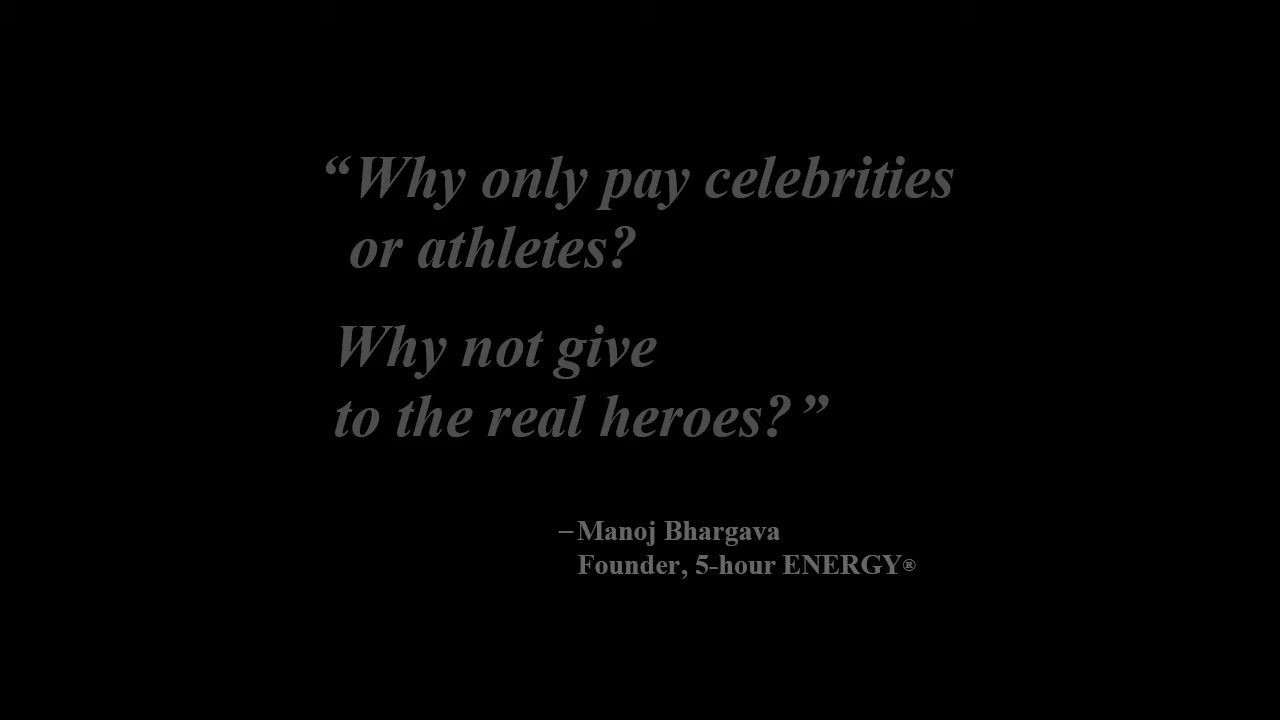 “Why only pay celebrities
or athletes?
Why not give
to the real heroes?”
–Manoj Bhargava
Founder, 5-hour ENERGY®